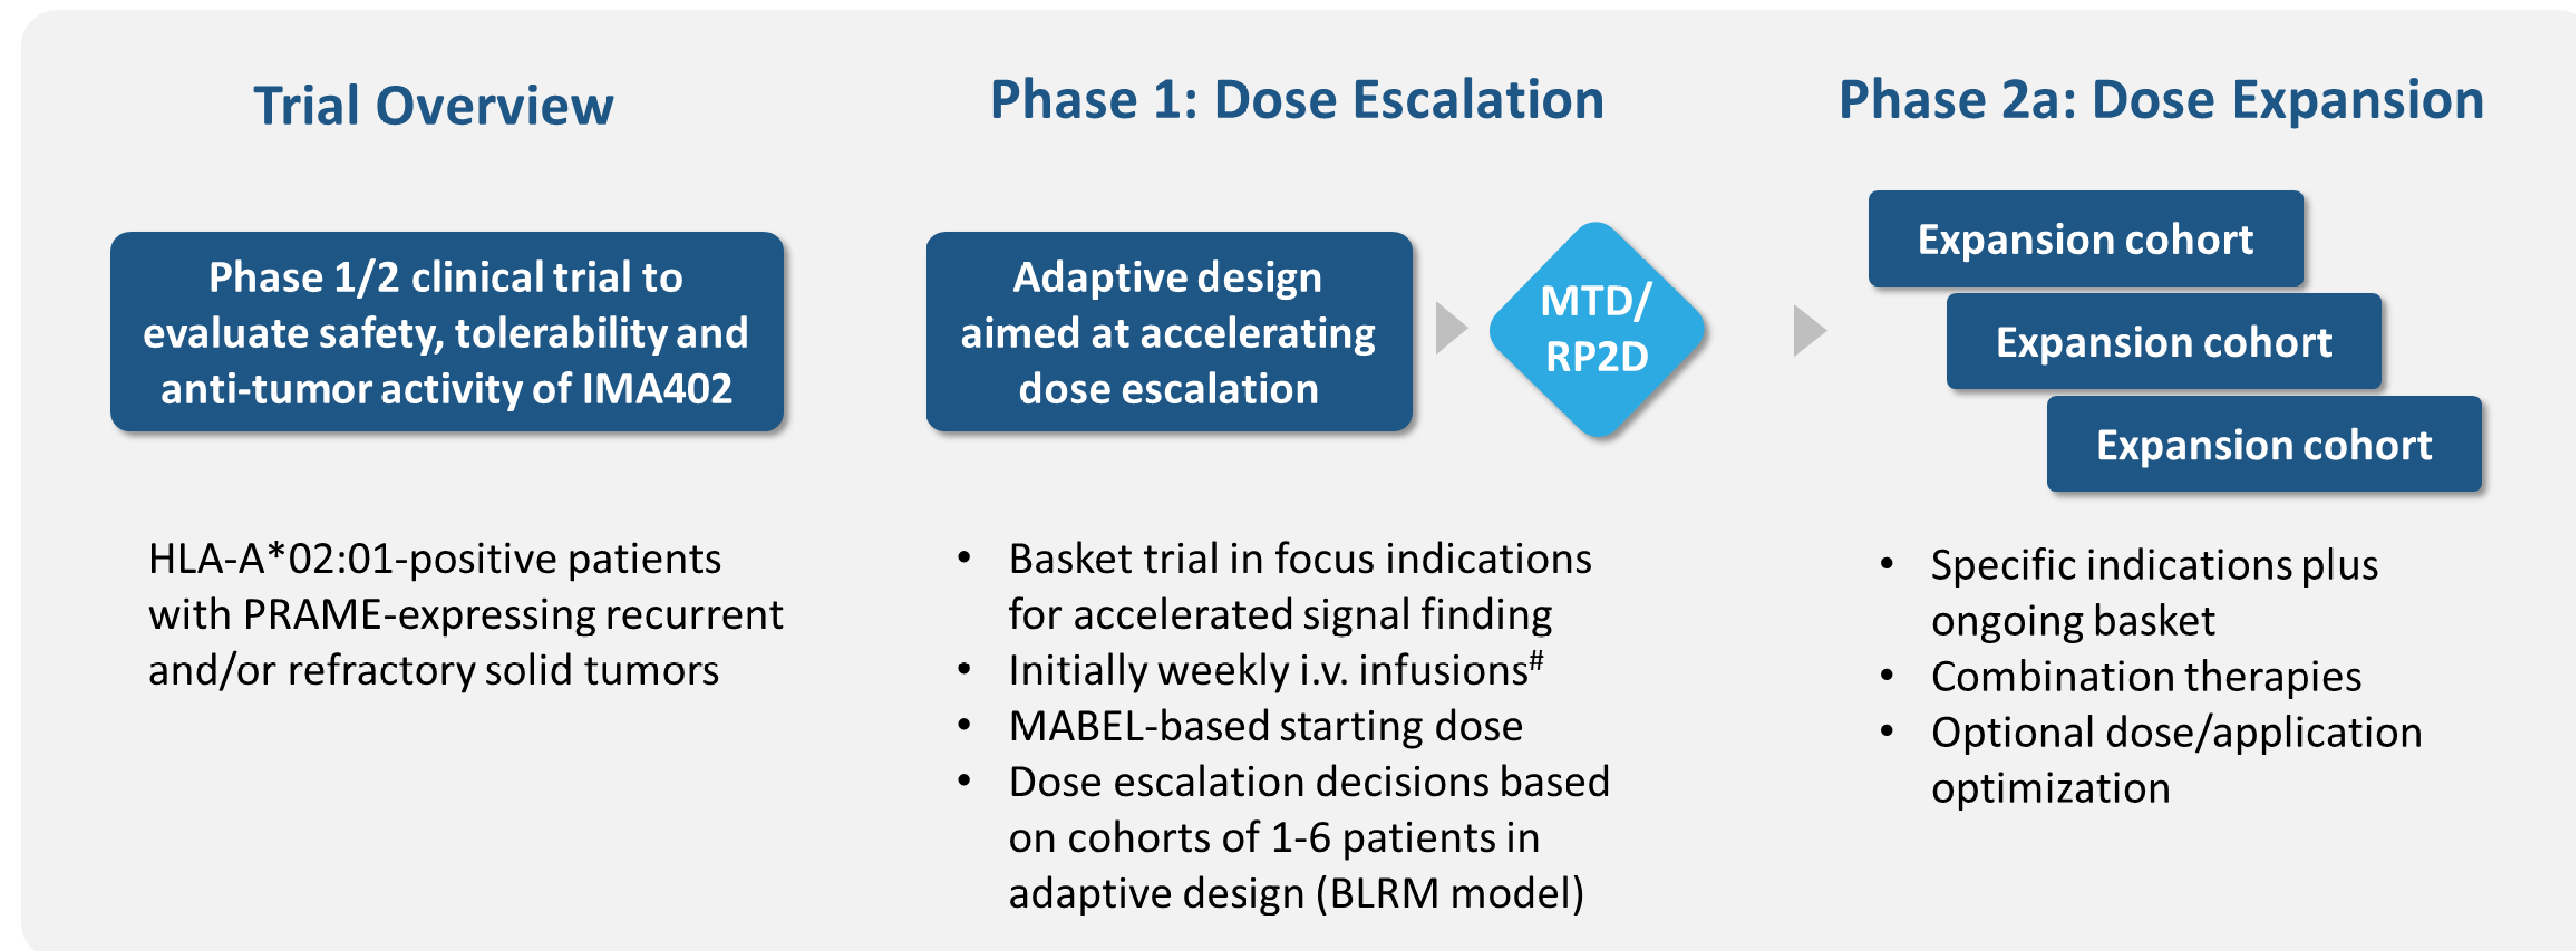 Trial Overview
Phase 1/2 clinical trial to
evaluate safety, tolerability and
anti-tumor activity of IMA402
HLA-A*02:01-positive patients
with PRAME-expressing recurrent
and/or refractory solid tumors
Phase 1: Dose Escalation
Adaptive design
aimed at accelerating
dose escalation
MTD/
RP2D
• Basket trial in focus indications
for accelerated signal finding
• Initially weekly i.v. infusions#
• MABEL-based starting dose
• Dose escalation decisions based
on cohorts of 1-6 patients in
adaptive design (BLRM model)
Phase 2a: Dose Expansion
Expansion cohort
Expansion cohort
Expansion cohort
• Specific indications plus
ongoing basket
• Combination therapies
• Optional dose/application
optimization